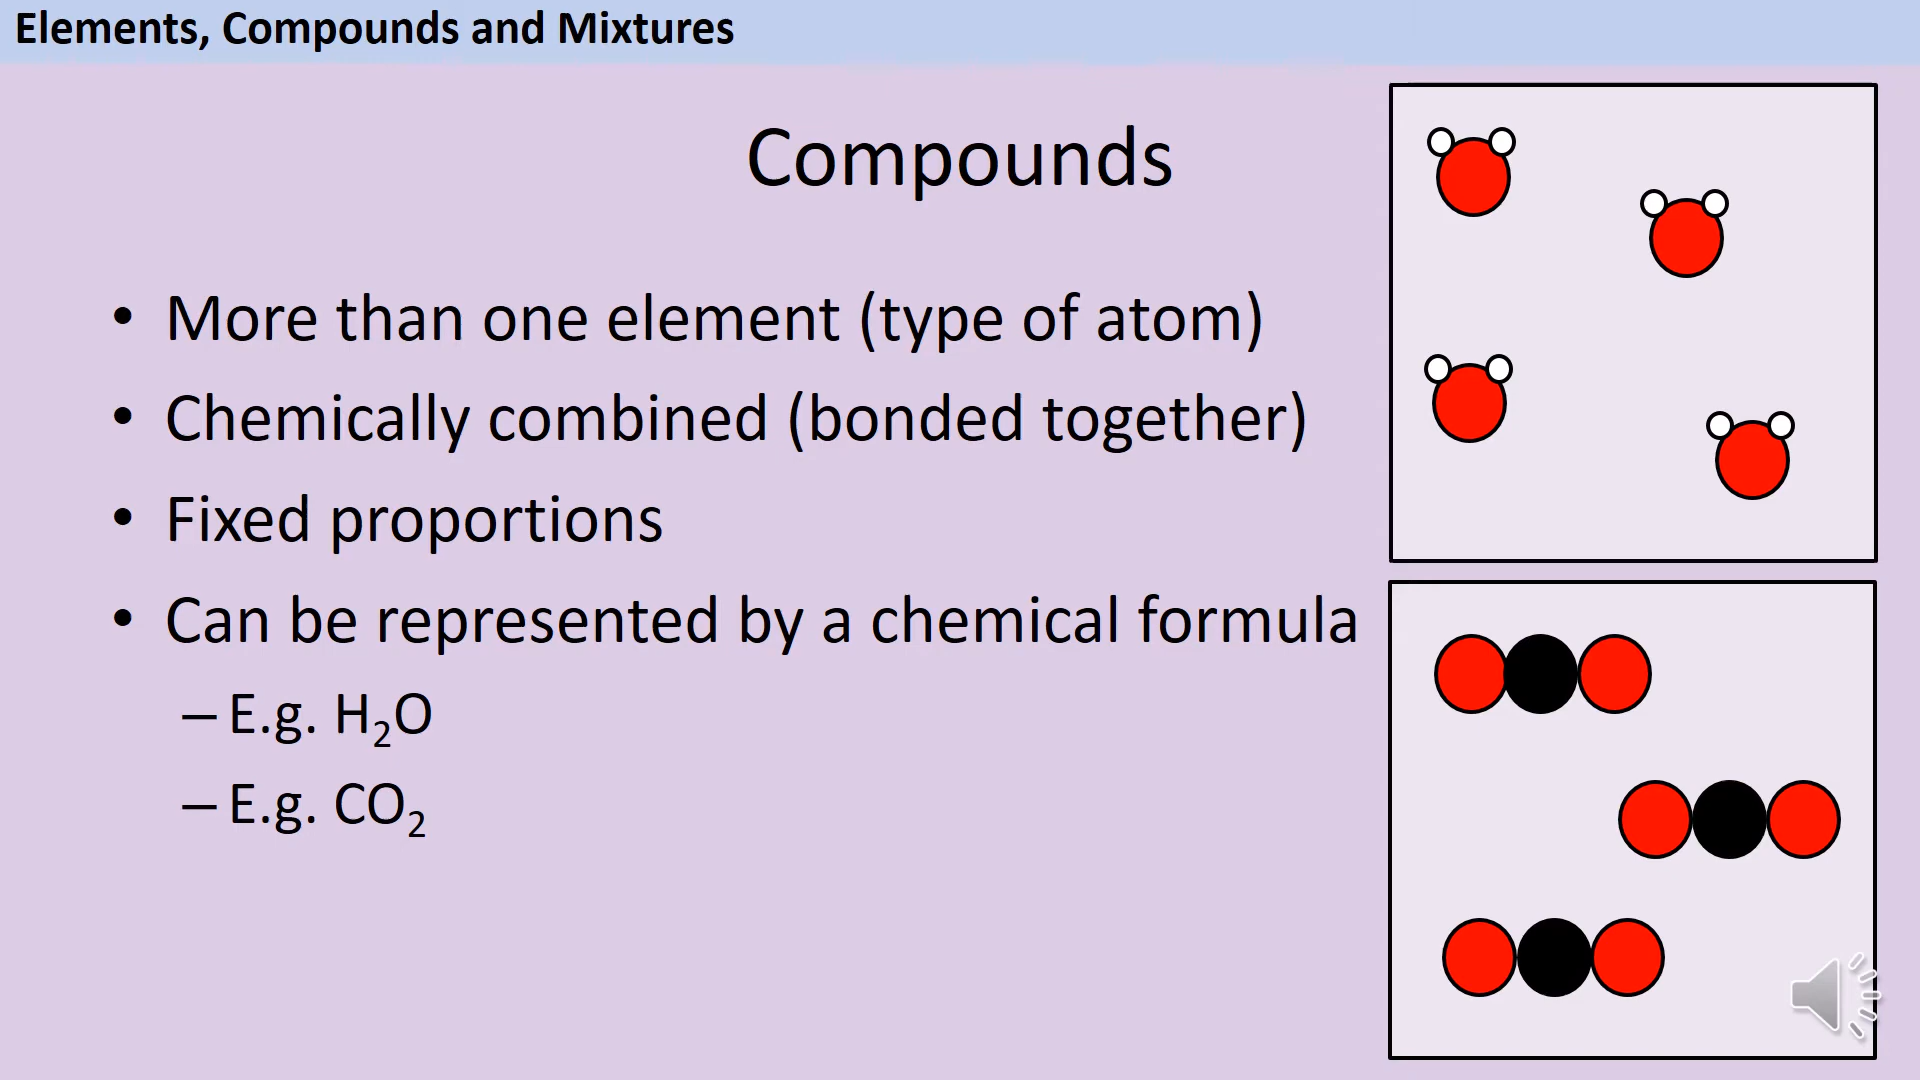 Elements, Compounds and Mixtures
Compounds
• More than one element (type of atom)
• Chemically combined (bonded together)
• Fixed proportions
• Can be represented by a chemical formula
– E.g. H₂O
– E.g. CO₂